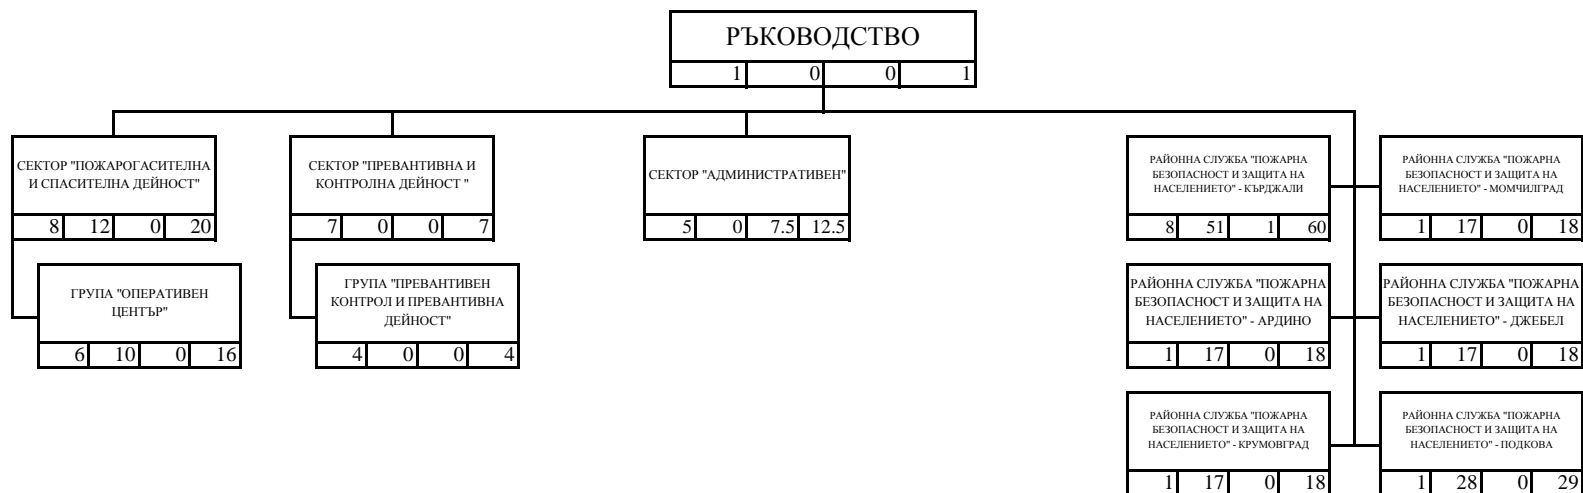 РЪКОВОДСТВО
1 0 0 1
СЕКТОР "ПОЖАРОГАСИТЕЛНА
И СПАСИТЕЛНА ДЕЙНОСТ"
8 12 0 20
СЕКТОР "ПРЕВАНТИВНА И
КОНТРОЛНА ДЕЙНОСТ "
7 0 0 7
СЕКТОР "АДМИНИСТРАТИВЕН"
5 0 7.5 12.5
РАЙОННА СЛУЖБА "ПОЖАРНА
БЕЗОПАСНОСТ И ЗАЩИТА НА
НАСЕЛЕНИЕТО" - КЪРДЖАЛИ
8 51 1 60
РАЙОННА СЛУЖБА "ПОЖАРНА
БЕЗОПАСНОСТ И ЗАЩИТА НА
НАСЕЛЕНИЕТО" - МОМЧИЛГРАД
1 17 0 18
ГРУПА "ОПЕРАТИВЕН
ЦЕНТЪР"
6 10 0 16
ГРУПА "ПРЕВАНТИВЕН
КОНТРОЛ И ПРЕВАНТИВНА
ДЕЙНОСТ"
4 0 0 4
РАЙОННА СЛУЖБА "ПОЖАРНА
БЕЗОПАСНОСТ И ЗАЩИТА НА
НАСЕЛЕНИЕТО" - АРДИНО
1 17 0 18
РАЙОННА СЛУЖБА "ПОЖАРНА
БЕЗОПАСНОСТ И ЗАЩИТА НА
НАСЕЛЕНИЕТО" - ДЖЕБЕЛ
1 17 0 18
РАЙОННА СЛУЖБА "ПОЖАРНА
БЕЗОПАСНОСТ И ЗАЩИТА НА
НАСЕЛЕНИЕТО" - КРУМОВГРАД
1 17 0 18
РАЙОННА СЛУЖБА "ПОЖАРНА
БЕЗОПАСНОСТ И ЗАЩИТА НА
НАСЕЛЕНИЕТО" - ПОДКОВА
1 28 0 29